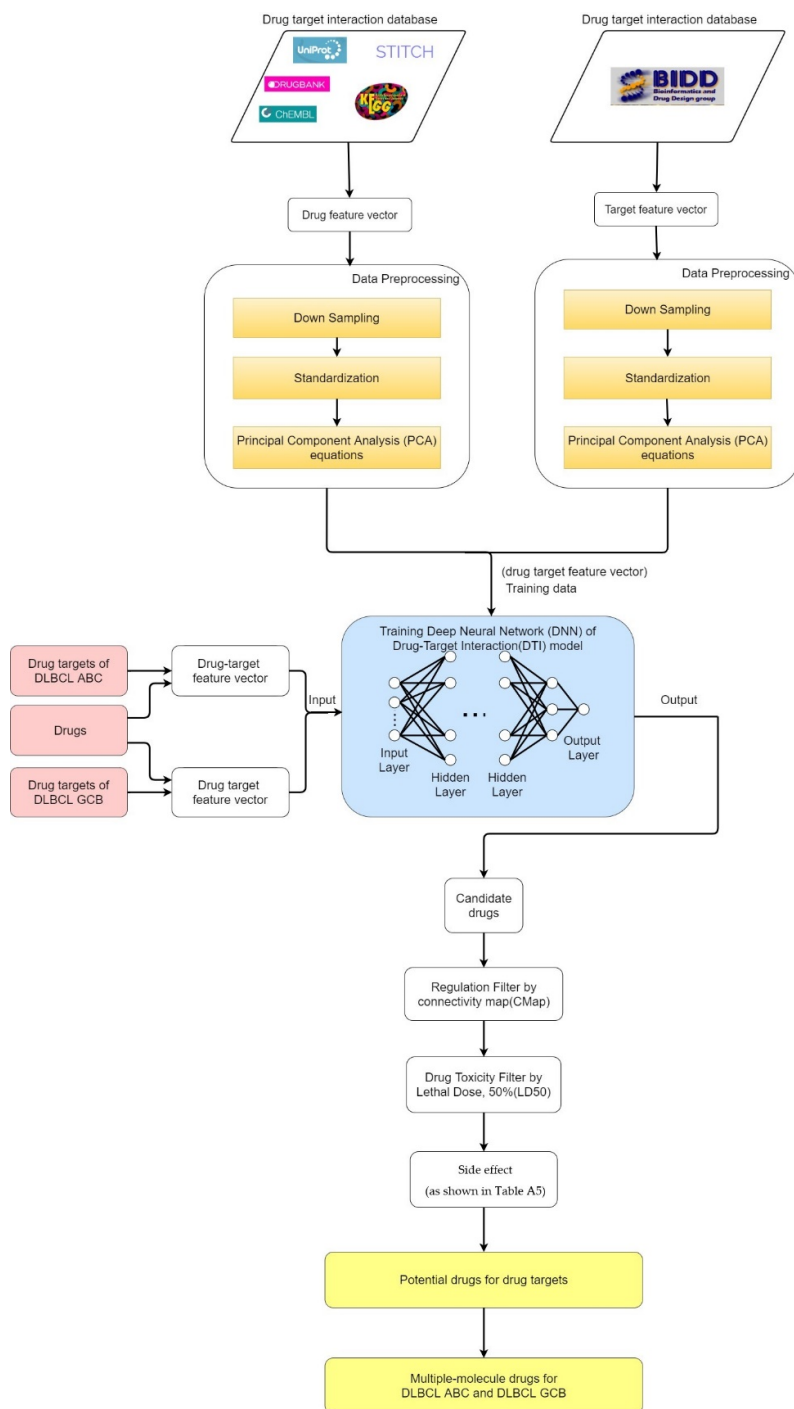 Drug target interaction database
UniProt
STITCH
DRUGBANK
KEGG
ChEMBL
Drug target interaction database
BIDD
Bioinformatics and
Drug Design group
Drug feature vector
Target feature vector
Data Preprocessing
Down Sampling
Standardization
Principal Component Analysis (PCA)
equations
Data Preprocessing
Down Sampling
Standardization
Principal Component Analysis (PCA)
equations
(drug target feature vector)
Training data
Drug targets of
DLBCL ABC
Drugs
Drug targets of
DLBCL GCB
Drug-target
feature vector
Drug target
feature vector
Input
Training Deep Neural Network (DNN) of
Drug-Target Interaction(DTI) model
Input
Layer
Hidden
Layer
Hidden
Layer
Output
Layer
Output
Candidate
drugs
Regulation Filter by
connectivity map(CMap)
Drug Toxicity Filter by
Lethal Dose, 50%(LD50)
Side effect
(as shown in Table A5)
Potential drugs for drug targets
Multiple-molecule drugs for
DLBCL ABC and DLBCL GCB